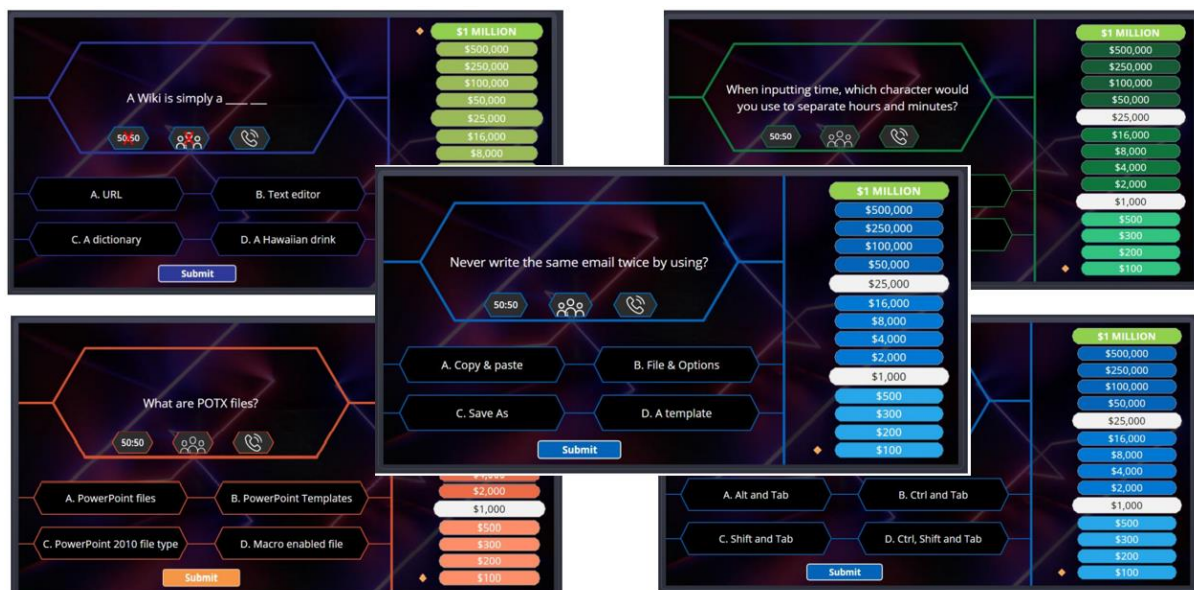 A Wiki is simply a ____ ___
50:50
A. URL
B. Text editor
C. A dictionary
D. A Hawaiian drink
Submit
$1 MILLION
$500,000
$250,000
$100,000
$50,000
$25,000
$16,000
$8,000
When inputting time, which character would
you use to separate hours and minutes?
50:50
$1 MILLION
$500,000
$250,000
$100,000
$50,000
$25,000
$16,000
$8,000
$4,000
$2,000
$1,000
$500
$300
$200
$100
Never write the same email twice by using?
50:50
A. Copy & paste
B. File & Options
C. Save As
D. A template
Submit
$1 MILLION
$500,000
$250,000
$100,000
$50,000
$25,000
$16,000
$8,000
$4,000
$2,000
$1,000
$500
$300
$200
$100
What are POTX files?
50:50
A. PowerPoint files
B. PowerPoint Templates
C. PowerPoint 2010 file type
D. Macro enabled file
Submit
$2,000
$1,000
$500
$300
$200
$100
A. Alt and Tab
B. Ctrl and Tab
C. Shift and Tab
D. Ctrl, Shift and Tab
Submit
$1 MILLION
$500,000
$250,000
$100,000
$50,000
$25,000
$16,000
$8,000
$4,000
$2,000
$1,000
$500
$300
$200
$100